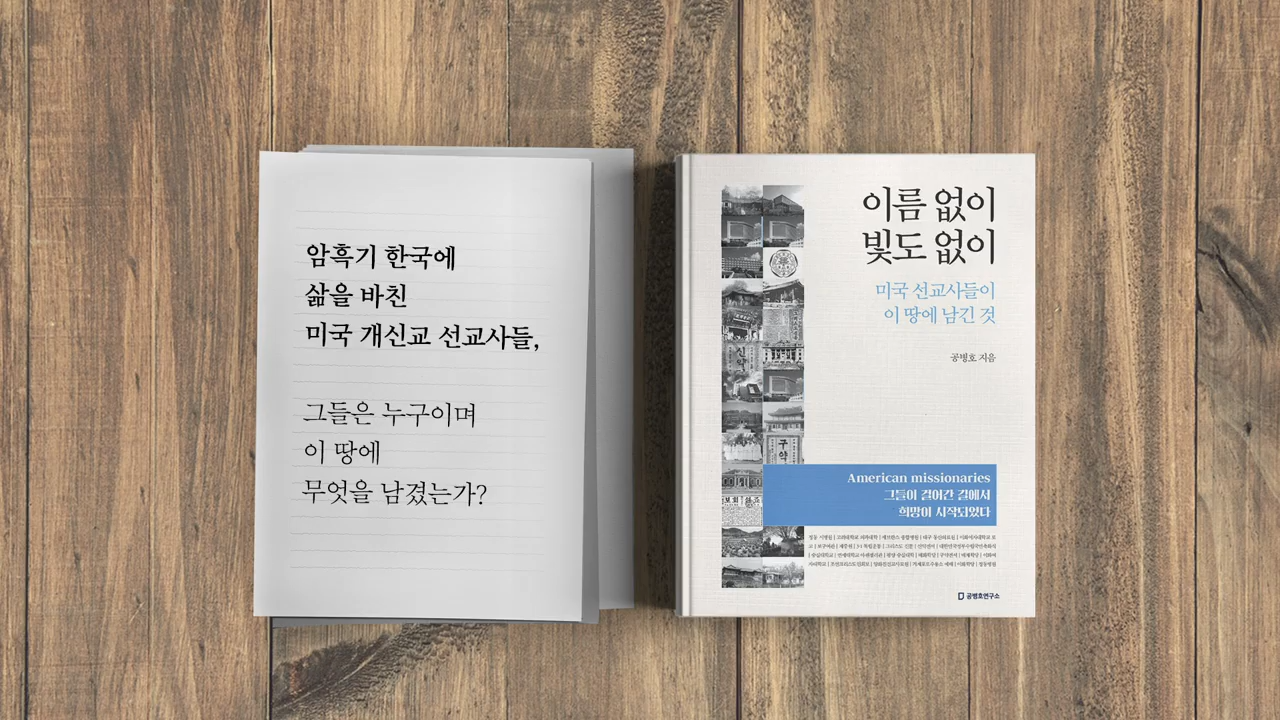 암흑기 한국에
삶을 바친
미국 개신교 선교사들,
그들은 누구이며
이 땅에
무엇을 남겼는가?
이름 없이
빛도 없이
미국 선교사들이
이 땅에 남긴 것
공병호 지음
구약
American missionaries
그들이 걸어간 길에서
희망이 시작되었다
공병호연구소